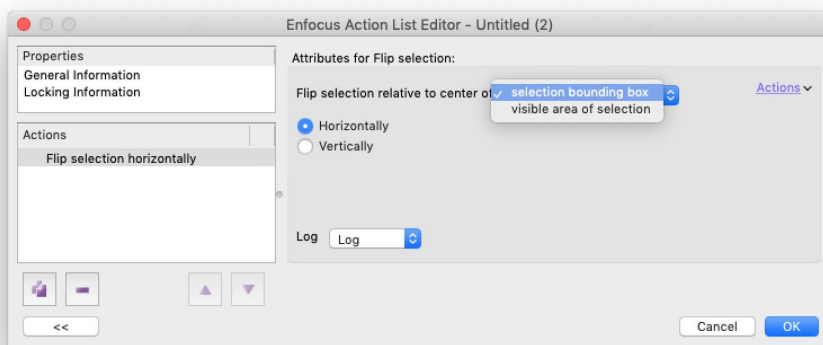 Enfocus Action List Editor - Untitled (2)
Properties
General Information
Locking Information
Actions
Flip selection horizontally
<<
Attributes for Flip selection:
Flip selection relative to center of
✓ selection bounding box
visible area of selection
Actions
Horizontally
Vertically
Log
Log
Cancel
OK